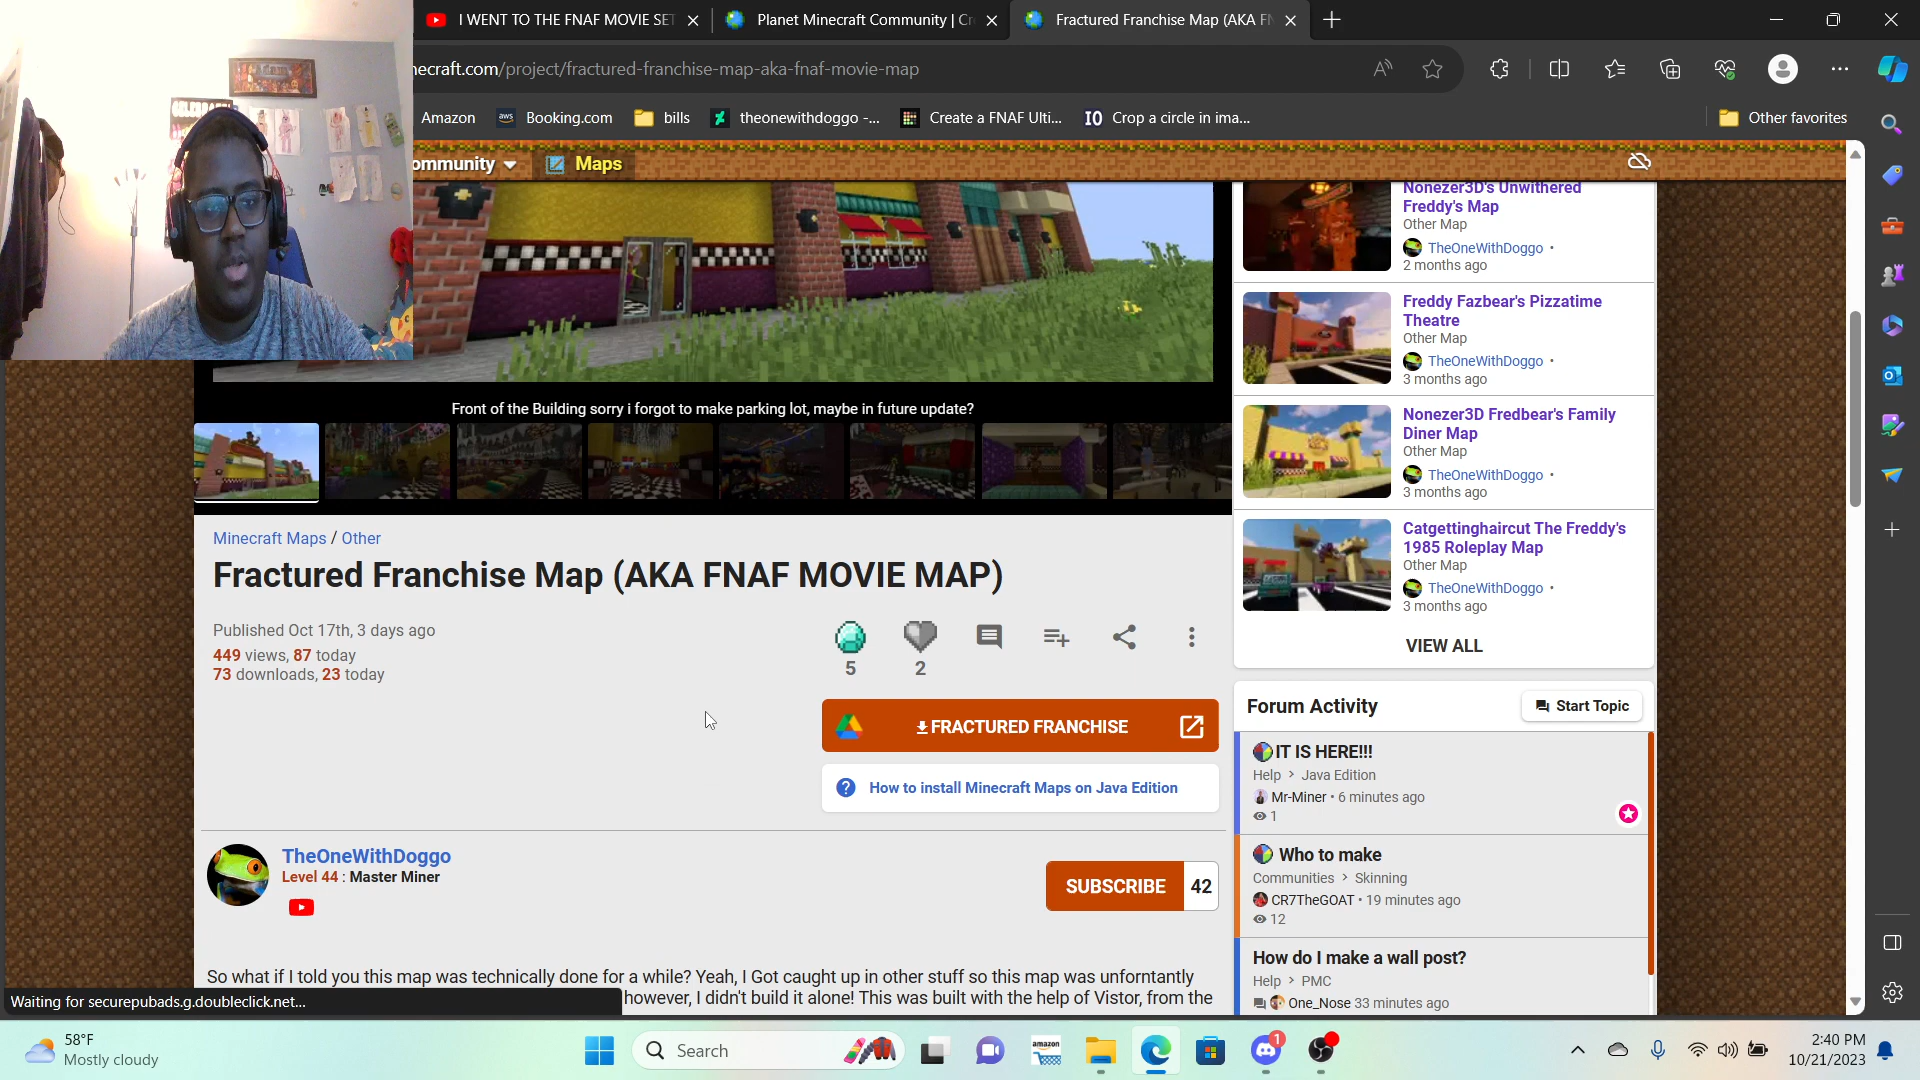 I WENT TO THE FNAF MOVIE SET
Planet Minecraft Community | Cr
Fractured Franchise Map (AKA FN
necraft.com/project/fractured-franchise-map-aka-fnaf-movie-map
Amazon
Booking.com
bills
theonewithdoggo -...
Create a FNAF Ulti...
Crop a circle in ima...
Other favorites
ommunity
Maps
Front of the Building sorry i forgot to make parking lot, maybe in future update?
Minecraft Maps / Other
Fractured Franchise Map (AKA FNAF MOVIE MAP)
Published Oct 17th, 3 days ago
449 views, 87 today
73 downloads, 23 today
5
2
FRACTURED FRANCHISE
How to install Minecraft Maps on Java Edition
TheOneWithDoggo
Level 44 : Master Miner
SUBSCRIBE 42
So what if I told you this map was technically done for a while? Yeah, I Got caught up in other stuff so this map was unforntantly
however, I didn't build it alone! This was built with the help of Vistor, from the
Nonezer3D's Unwithered
Freddy's Map
Other Map
TheOneWithDoggo •
2 months ago
Freddy Fazbear's Pizzatime
Theatre
Other Map
TheOneWithDoggo •
3 months ago
Nonezer3D Fredbear's Family
Diner Map
Other Map
TheOneWithDoggo •
3 months ago
Catgettinghaircut The Freddy's
1985 Roleplay Map
Other Map
TheOneWithDoggo •
3 months ago
VIEW ALL
Forum Activity
Start Topic
IT IS HERE!!!
Help > Java Edition
Mr-Miner • 6 minutes ago
1
Who to make
Communities > Skinning
CR7TheGOAT • 19 minutes ago
12
How do I make a wall post?
Help > PMC
One_Nose 33 minutes ago
Waiting for securepubads.g.doubleclick.net...
58°F
Mostly cloudy
Search
amazon
1
2:40 PM
10/21/2023